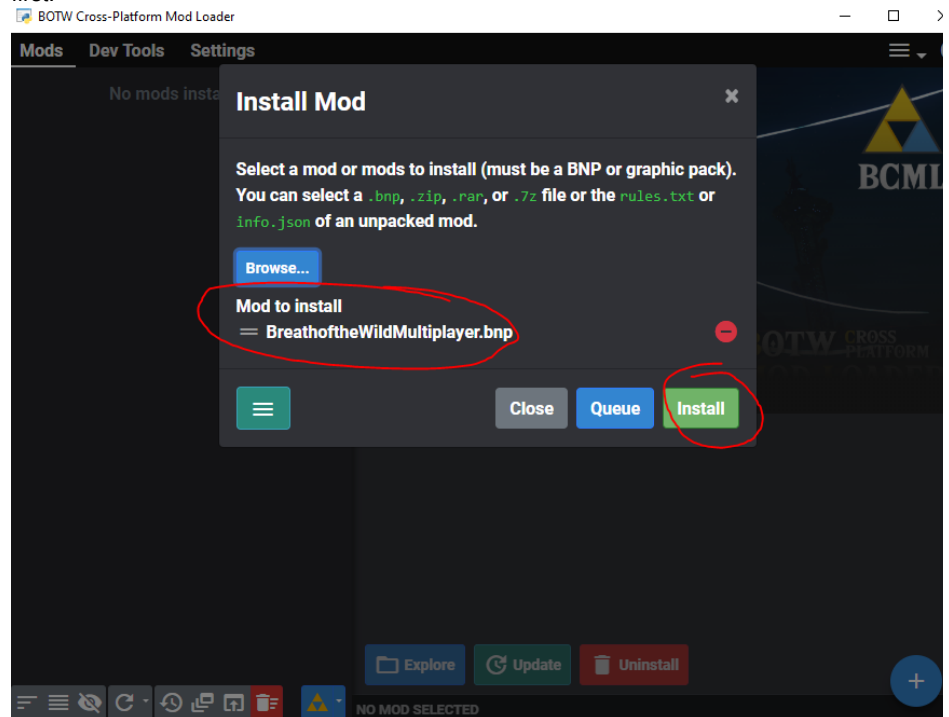 BOTW Cross-Platform Mod Loader
Mods Dev Tools Settings
No mods insta
Install Mod
Select a mod or mods to install (must be a BNP or graphic pack).
You can select a .bnp, .zip, .rar, or .7z file or the rules.txt or
info.json of an unpacked mod.
BCML
Browse...
Mod to install
BreathoftheWildMultiplayer.bnp
BOTW CROSS
PLATFORM
Close Queue Install
Explore Update Uninstall
NO MOD SELECTED